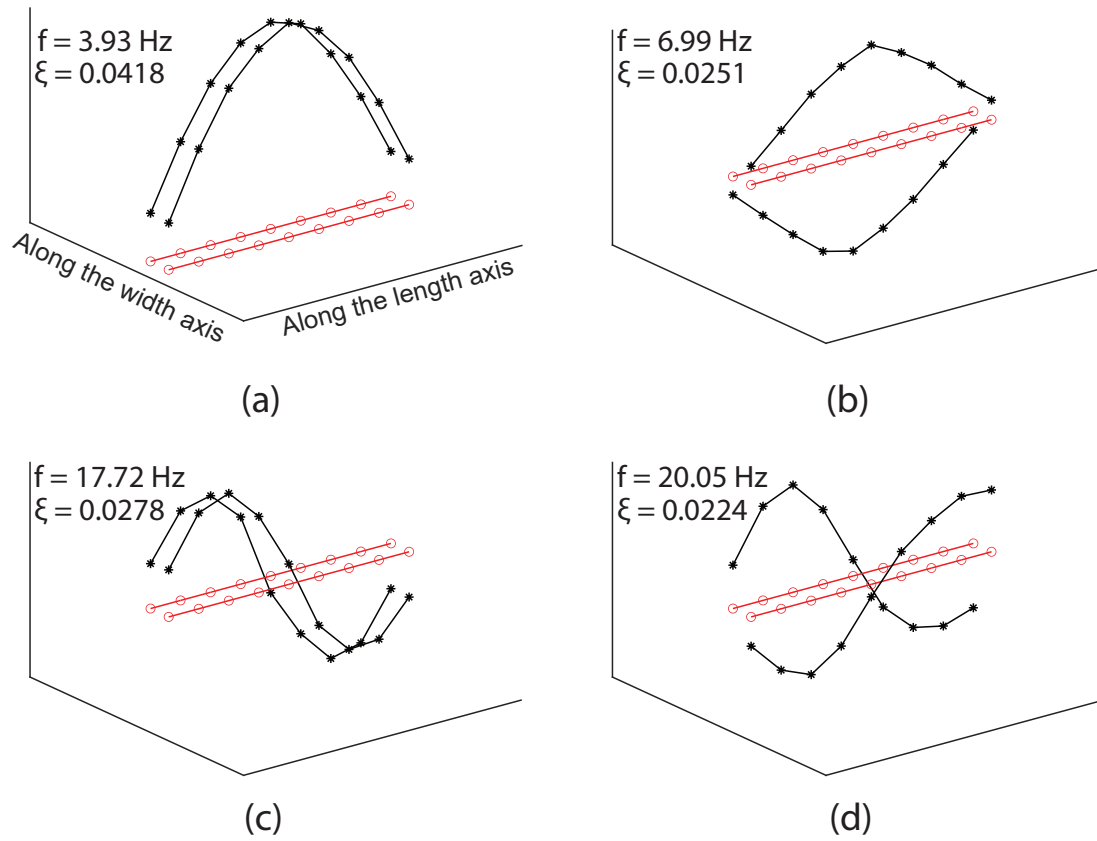 f = 3.93 Hz
ξ = 0.0418
Along the width axis
Along the length axis
(a)
f = 6.99 Hz
ξ = 0.0251
(b)
f = 17.72 Hz
ξ = 0.0278
(c)
f = 20.05 Hz
ξ = 0.0224
(d)